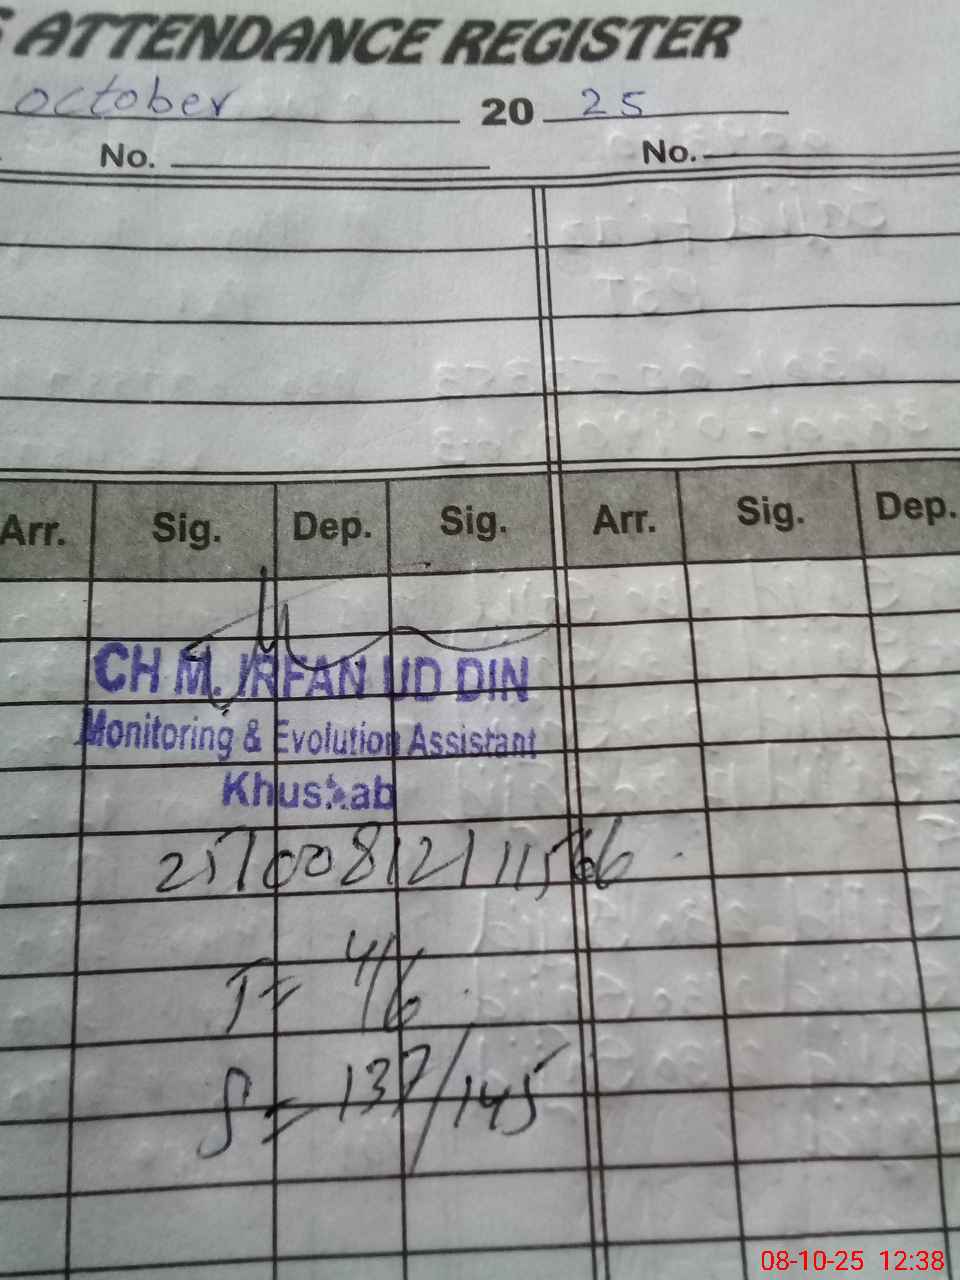 ATTENDANCE REGISTER
October 20 25
No. No.
Arr. Sig. Dep. Sig. Arr. Sig. Dep.
CH M. IRFAN UD DIN
Monitoring & Evolution Assistant
Khushab
T= 4/6
S= 137/145
08-10-25 12:38